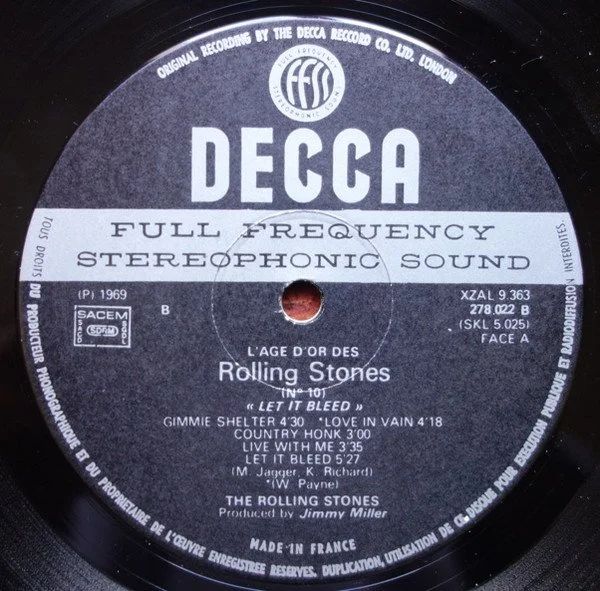 ORIGINAL RECORDING BY THE DECCA RECCORD CO. LTD. LONDON
FULL FREQUENCY
ffss
STEREOPHONIC SOUND
DECCA
FULL FREQUENCY
STEREOPHONIC SOUND
(P) 1969
B
XZAL 9.363
SACEM
SACD SDRM SGDL
278.022 B
(SKL 5.025)
FACE A
L'AGE D'OR DES
Rolling Stones
(No 10)
« LET IT BLEED »
GIMMIE SHELTER 4'30 *LOVE IN VAIN 4'18
COUNTRY HONK 3'00
LIVE WITH ME 3'35
LET IT BLEED 5'27
(M. Jagger, K. Richard)
*(W. Payne)
THE ROLLING STONES
Produced by Jimmy Miller
MADE IN FRANCE
TOUS DROITS DU PRODUCTEUR PHONOGRAPHIQUE ET DU PROPRIETAIRE DE L'ŒUVRE ENREGISTREE RESERVES. DUPLICATION, UTILISATION DE CE DISQUE POUR EXECUTION PUBLIQUE ET RADIODIFFUSION INTERDITES.